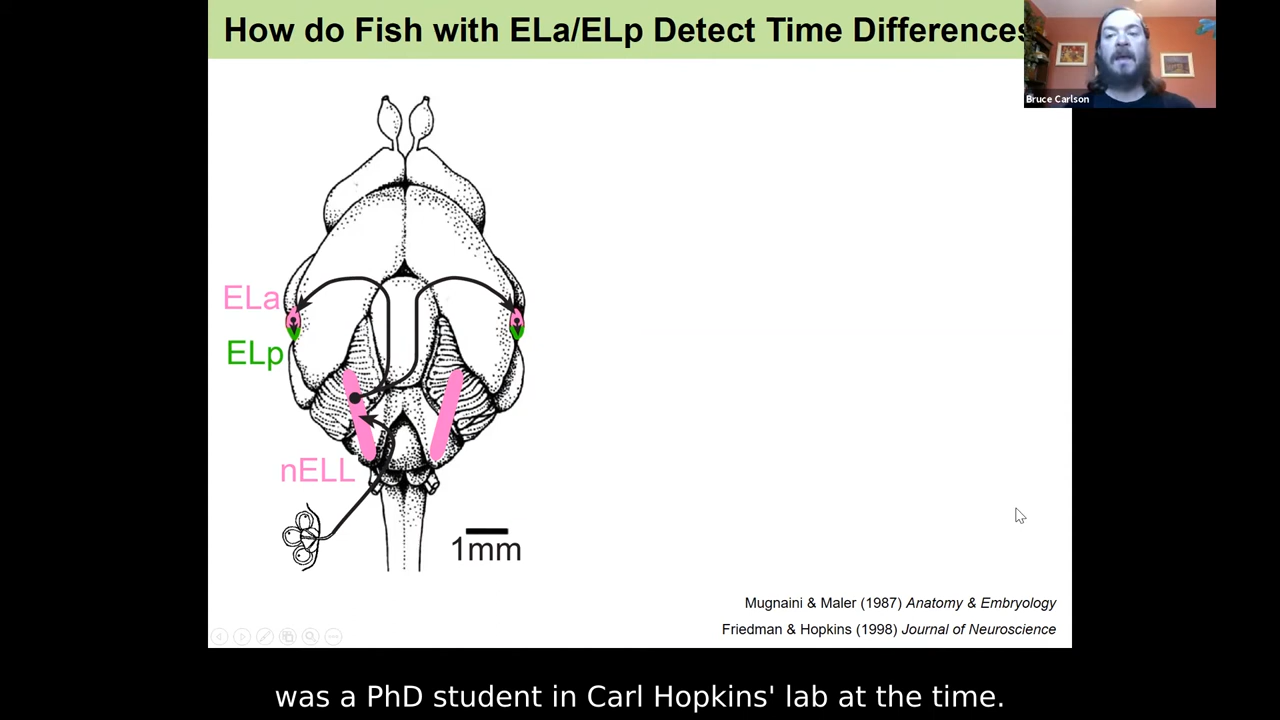 How do Fish with ELa/ELp Detect Time Differences
Bruce Carlson
ELa
ELp
nELL
1mm
Mugnaini & Maler (1987) Anatomy & Embryology
Friedman & Hopkins (1998) Journal of Neuroscience
was a PhD student in Carl Hopkins' lab at the time.